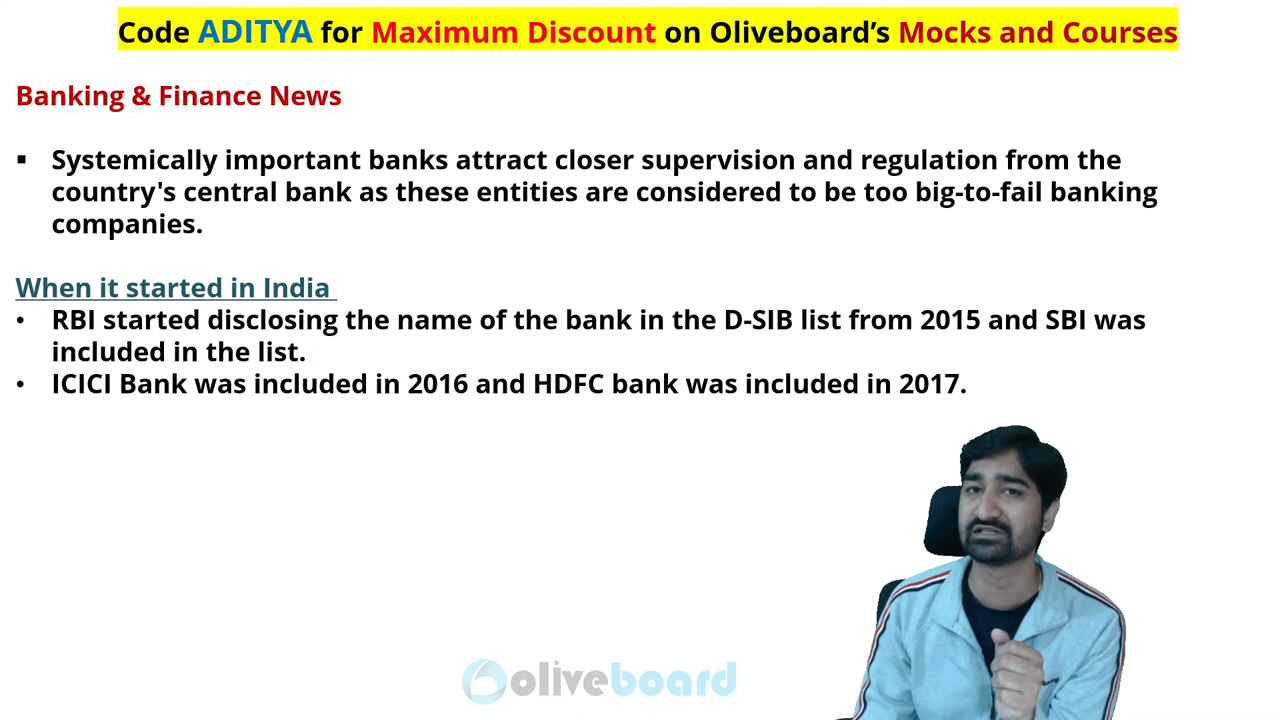 Code ADITYA for Maximum Discount on Oliveboard’s Mocks and Courses
Banking & Finance News
▪ Systemically important banks attract closer supervision and regulation from the
country's central bank as these entities are considered to be too big-to-fail banking
companies.
When it started in India
• RBI started disclosing the name of the bank in the D-SIB list from 2015 and SBI was
included in the list.
• ICICI Bank was included in 2016 and HDFC bank was included in 2017.
oliveboard